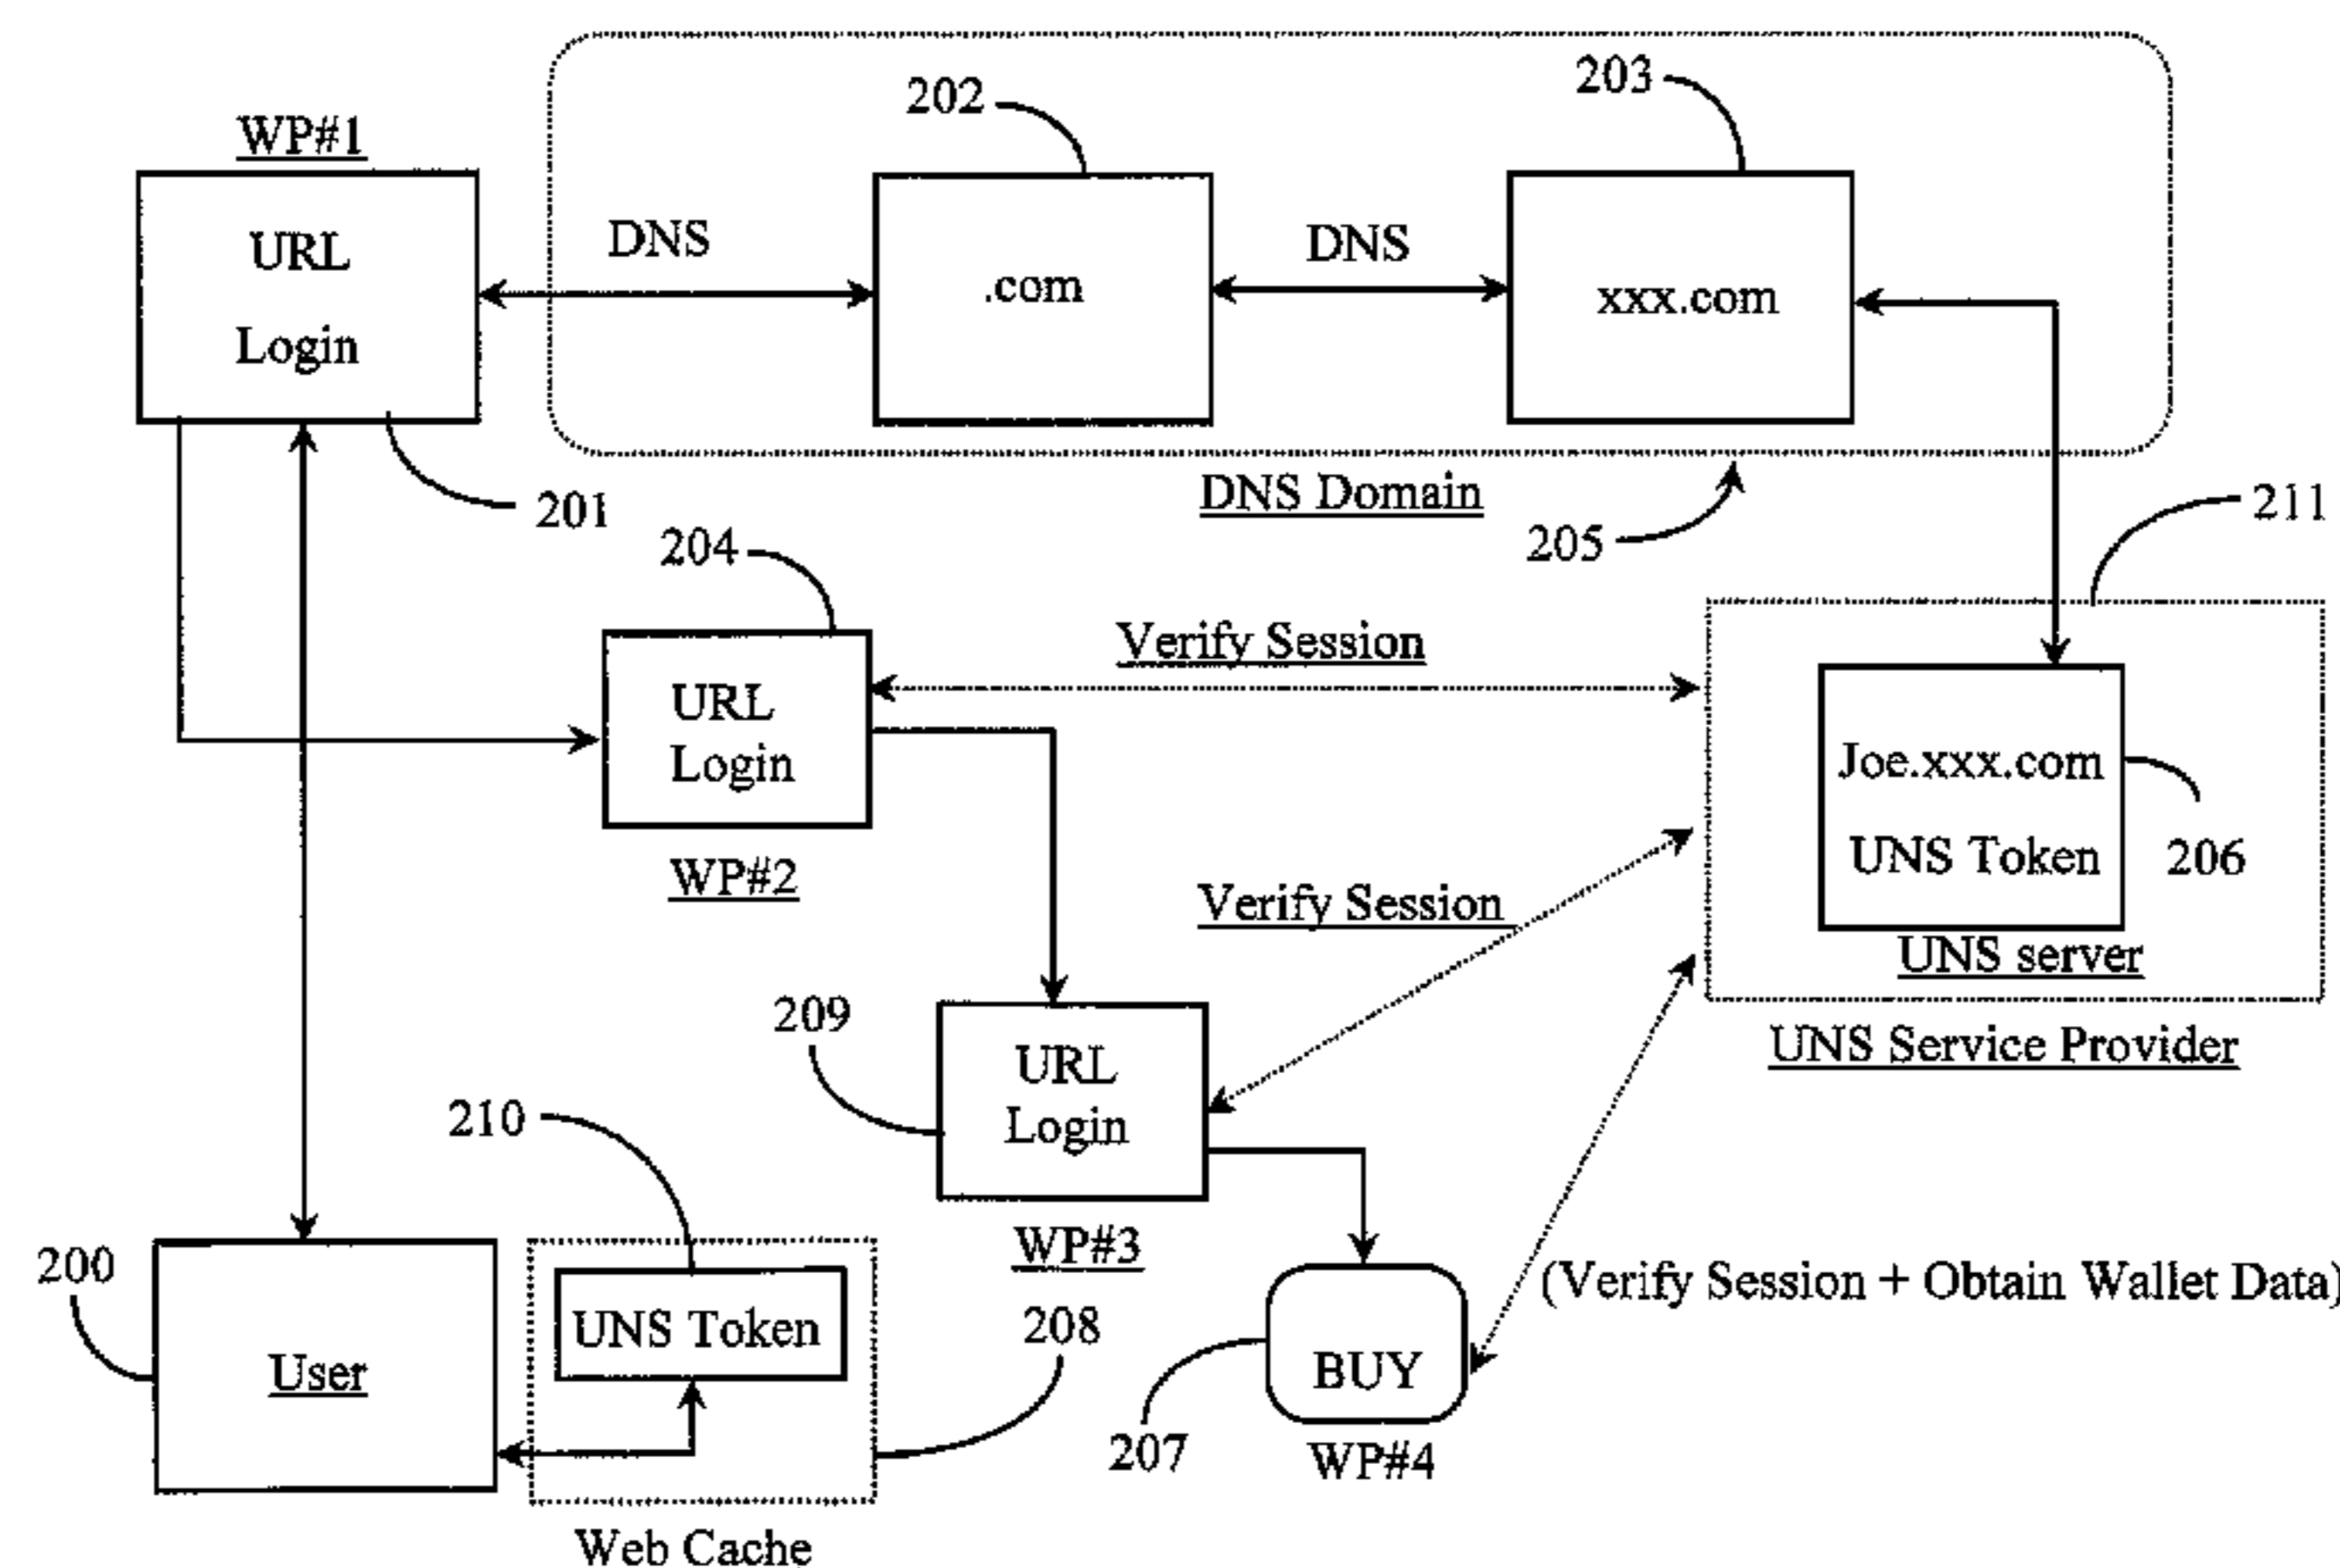 202
203
WP#1
URL
Login
DNS
.com
DNS
xxx.com
201
DNS Domain
205
211
204
Verify Session
URL
Login
WP#2
Joe.xxx.com
UNS Token
206
UNS server
UNS Service Provider
Verify Session
209
URL
Login
WP#3
210
200
User
UNS Token
208
Web Cache
(Verify Session + Obtain Wallet Data)
BUY
207
WP#4